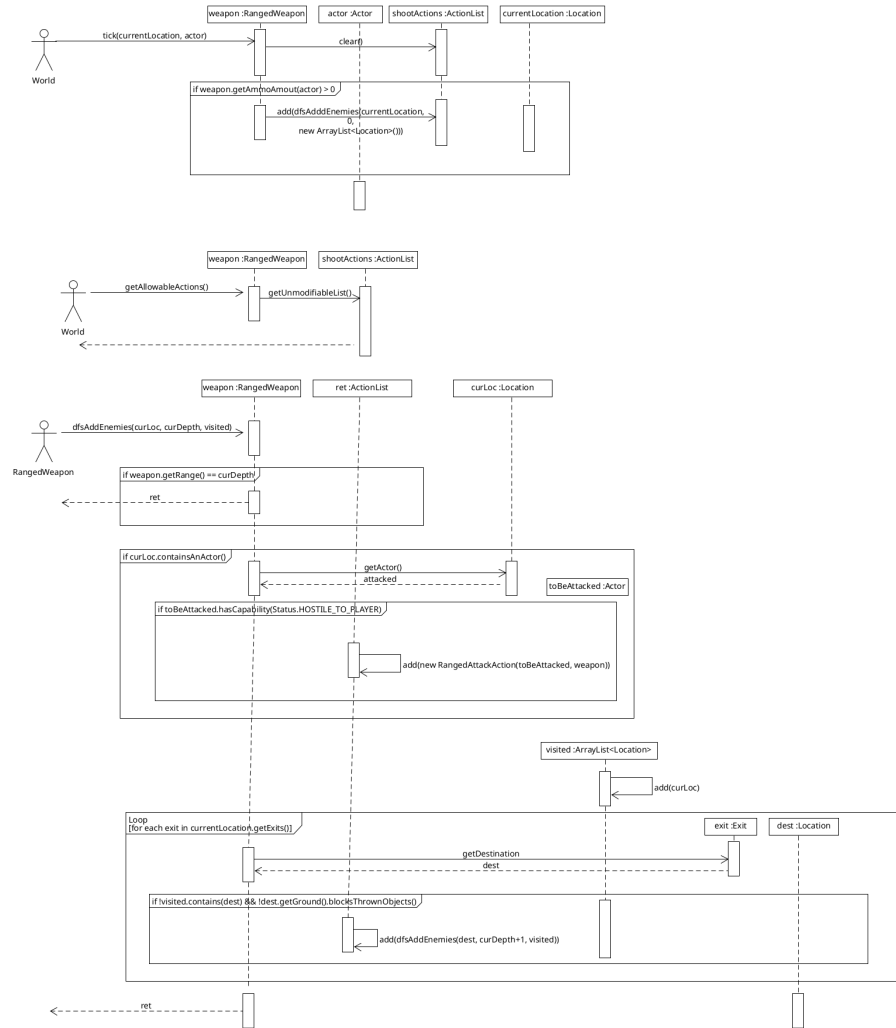 weapon :RangedWeapon
actor :Actor
shootActions :ActionList
currentLocation :Location
tick(currentLocation, actor)
clear()
World
if weapon.getAmmoAmout(actor) > 0
add(dfsAdddEnemies(currentLocation,
0,
new ArrayList<Location>()))
weapon :RangedWeapon
shootActions :ActionList
getAllowableActions()
getUnmodifiableList()
World
weapon :RangedWeapon
ret :ActionList
curLoc :Location
dfsAddEnemies(curLoc, curDepth, visited)
RangedWeapon
if weapon.getRange() == curDepth
ret
if curLoc.containsAnActor()
getActor()
attacked
toBeAttacked :Actor
if toBeAttacked.hasCapability(Status.HOSTILE_TO_PLAYER)
add(new RangedAttackAction(toBeAttacked, weapon))
visited :ArrayList<Location>
add(curLoc)
Loop
[for each exit in currentLocation.getExits()]
exit :Exit
dest :Location
getDestination
dest
if !visited.contains(dest) && !dest.getGround().blocksThrownObjects()
add(dfsAddEnemies(dest, curDepth+1, visited))
ret